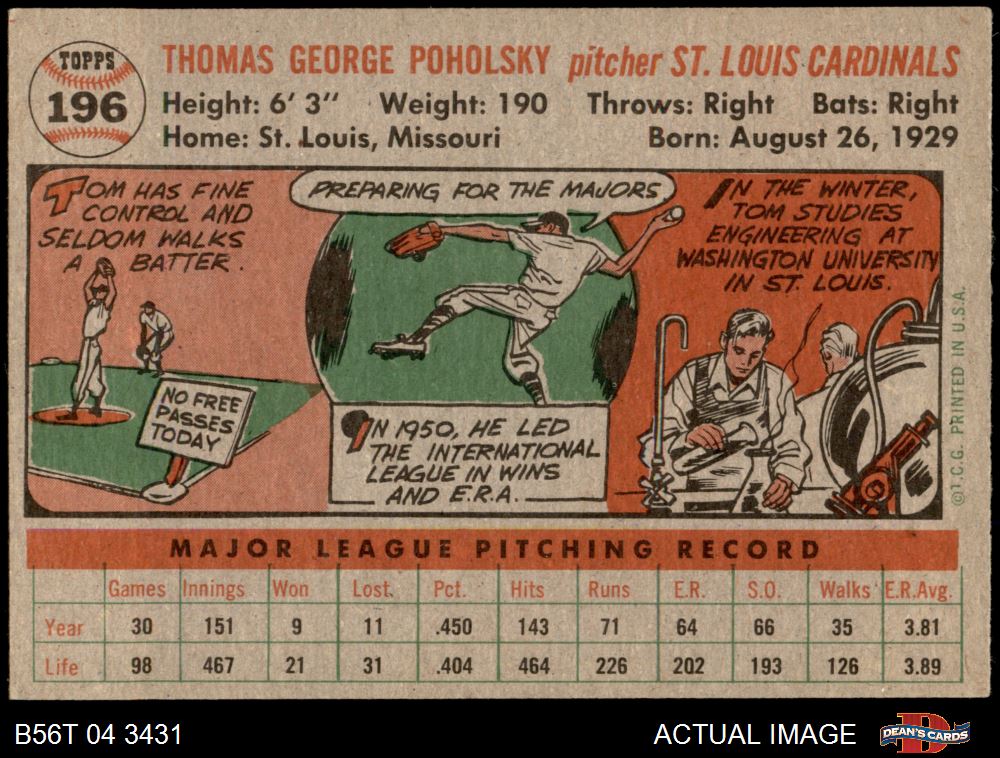 TOPPS
196
THOMAS GEORGE POHOLSKY pitcher ST. LOUIS CARDINALS
Height: 6' 3" Weight: 190 Throws: Right Bats: Right
Home: St. Louis, Missouri Born: August 26, 1929
TOM HAS FINE
CONTROL AND
SELDOM WALKS
A BATTER.
NO FREE
PASSES
TODAY
PREPARING FOR THE MAJORS
IN 1950, HE LED
THE INTERNATIONAL
LEAGUE IN WINS
AND E.R.A.
IN THE WINTER,
TOM STUDIES
ENGINEERING AT
WASHINGTON UNIVERSITY
IN ST. LOUIS.
©T.C.G. PRINTED IN U.S.A.
MAJOR LEAGUE PITCHING RECORD
Games Innings Won Lost. Pct. Hits Runs E.R. S.O. Walks E.R.Avg.
Year 30 151 9 11 .450 143 71 64 66 35 3.81
Life 98 467 21 31 .404 464 226 202 193 126 3.89
B56T 04 3431 ACTUAL IMAGE DEAN'S CARDS